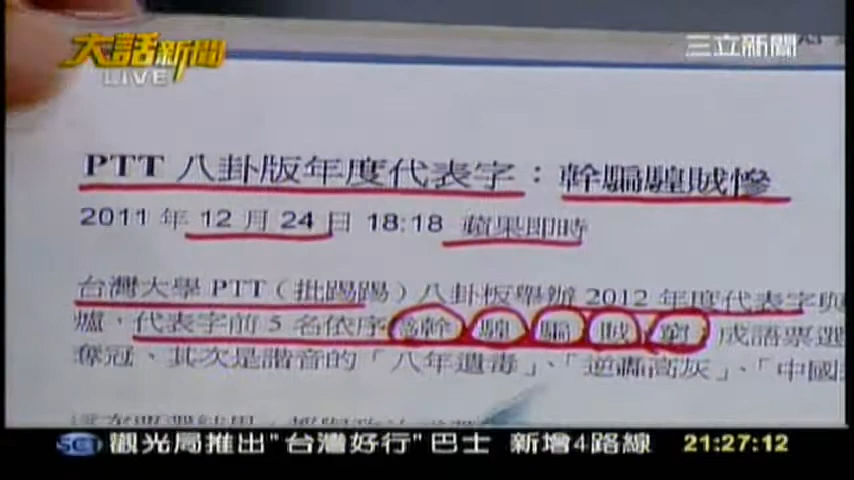 大話新聞
LIVE
三立新聞
PTT 八卦版年度代表字：幹騙騜賊慘
2011 年 12 月 24 日 18:18 蘋果即時
台灣大學 PTT（批踢踢）八卦板舉辦 2012 年度代表字
爐，代表字前 5 名依序 幹 騜 騙 賊 窮 成語票選
奪冠、其次是諧音的「八年遺毒」、「逆轟高灰」、「中國
SET 觀光局推出"台灣好行"巴士 新增4路線 21:27:12